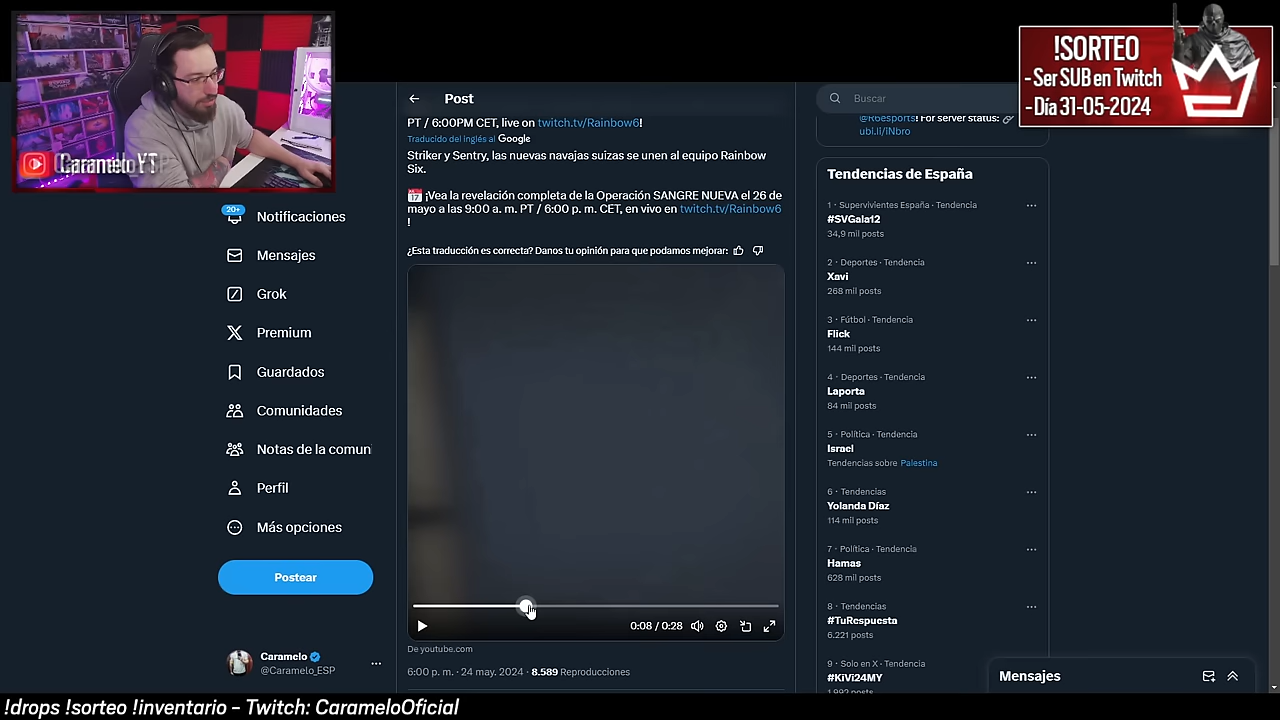 Caramelo YT
!SORTEO
- Ser SUB en Twitch
- Día 31-05-2024
20+
Notificaciones
Mensajes
Grok
Premium
Guardados
Comunidades
Notas de la comuni
Perfil
Más opciones
Postear
Caramelo
@Caramelo_ESP
Post
PT / 6:00PM CET, live on twitch.tv/Rainbow6!
Traducido del inglés al Google
Striker y Sentry, las nuevas navajas suizas se unen al equipo Rainbow
Six.
17 ¡Vea la revelación completa de la Operación SANGRE NUEVA el 26 de
mayo a las 9:00 a. m. PT / 6:00 p. m. CET, en vivo en twitch.tv/Rainbow6
!
¿Esta traducción es correcta? Danos tu opinión para que podamos mejorar:
0:08 / 0:28
De youtube.com
6:00 p. m. · 24 may. 2024 · 8.589 Reproducciones
Buscar
@R6esports! For server status:
ubi.li/lNbro
Tendencias de España
1 · Supervivientes España · Tendencia
#SVGala12
34,9 mil posts
2 · Deportes · Tendencia
Xavi
268 mil posts
3 · Fútbol · Tendencia
Flick
144 mil posts
4 · Deportes · Tendencia
Laporta
84 mil posts
5 · Política · Tendencia
Israel
Tendencias sobre Palestina
6 · Tendencias
Yolanda Díaz
114 mil posts
7 · Política · Tendencia
Hamas
628 mil posts
8 · Tendencias
#TuRespuesta
6.221 posts
9 · Solo en X · Tendencia
#KiVi24MY
1.992 posts
Mensajes
!drops !sorteo !inventario - Twitch: CarameloOficial